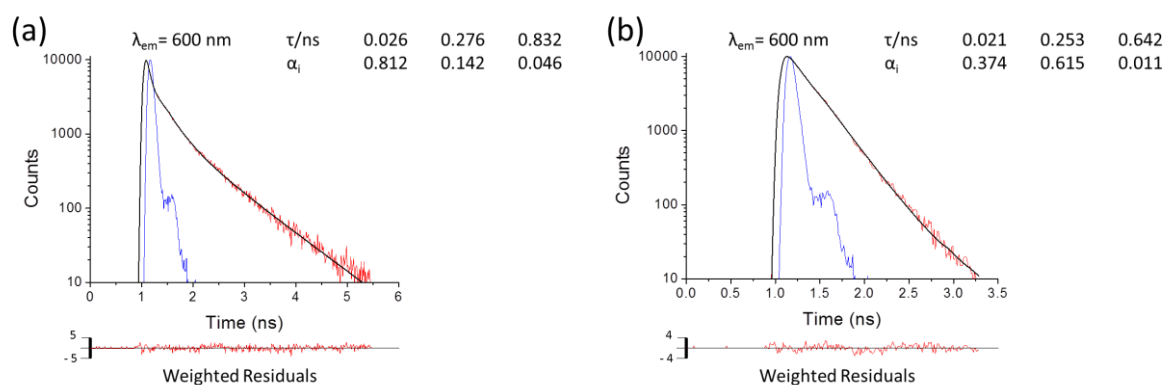 (a)
λem = 600 nm τ/ns 0.026 0.276 0.832
αi 0.812 0.142 0.046
10000
1000
100
10
Counts
0 1 2 3 4 5 6
Time (ns)
5
-5
Weighted Residuals
(b)
λem = 600 nm τ/ns 0.021 0.253 0.642
αi 0.374 0.615 0.011
10000
1000
100
10
Counts
0.0 0.5 1.0 1.5 2.0 2.5 3.0 3.5
Time (ns)
4
-4
Weighted Residuals